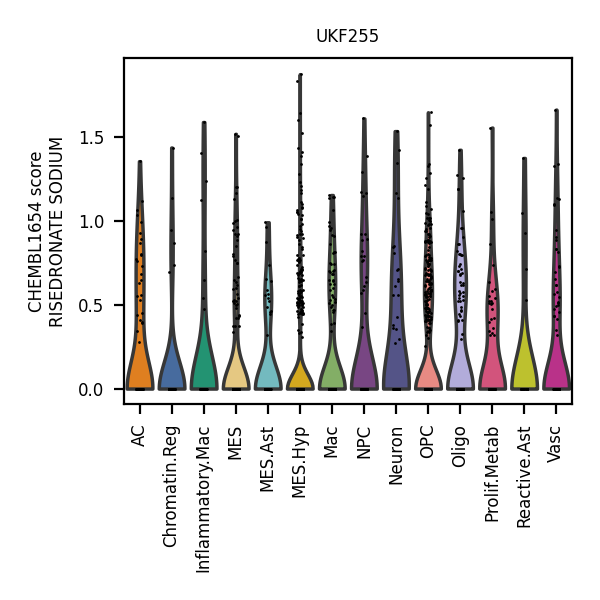 UKF255
CHEMBL1654 score
RISEDRONATE SODIUM
1.5
1.0
0.5
0.0
AC
Chromatin.Reg
Inflammatory.Mac
MES
MES.Ast
MES.Hyp
Mac
NPC
Neuron
OPC
Oligo
Prolif.Metab
Reactive.Ast
Vasc